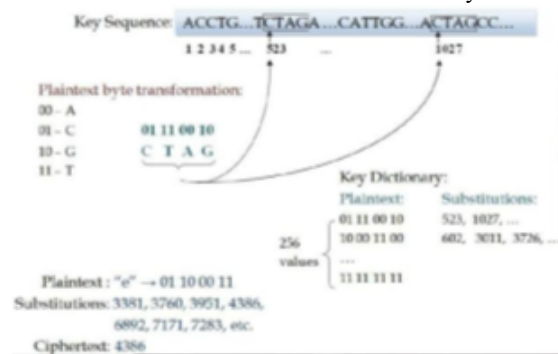 Key Sequence: ACCTG...TCTAGA...CATTGG...ACTAGCC...
1 2 3 4 5 ... 523 ... 1027
Plaintext byte transformation:
00 - A
01 - C
10 - G
11 - T
01 11 00 10
C T A G
Key Dictionary:
Plaintext: Substitutions:
01 11 00 10 523, 1027, ...
10 00 11 00 602, 3011, 3726, ...
...
11 11 11 11
256
values
Plaintext : "e" → 01 10 00 11
Substitutions: 3381, 3760, 3951, 4386,
6892, 7171, 7283, etc.
Ciphertext: 4386